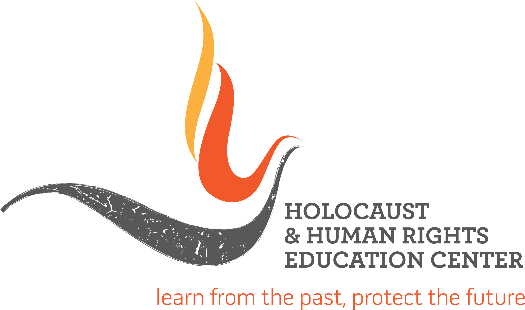 HOLOCAUST
& HUMAN RIGHTS
EDUCATION CENTER
learn from the past, protect the future